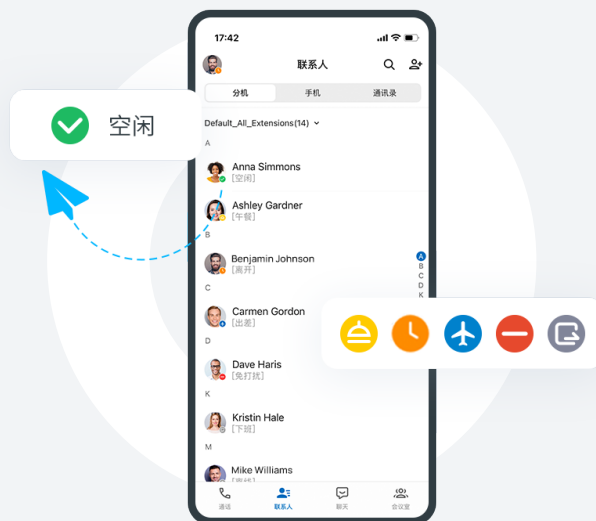 17:42
联系人
分机 手机 通讯录
Default_All_Extensions(14)
空闲
A
Anna Simmons
[空闲]
Ashley Gardner
[午餐]
B
Benjamin Johnson
[离开]
A
B
C
D
K
C
Carmen Gordon
[出差]
D
Dave Haris
[免打扰]
K
Kristin Hale
[下班]
M
Mike Williams
通话 联系人 聊天 会议室